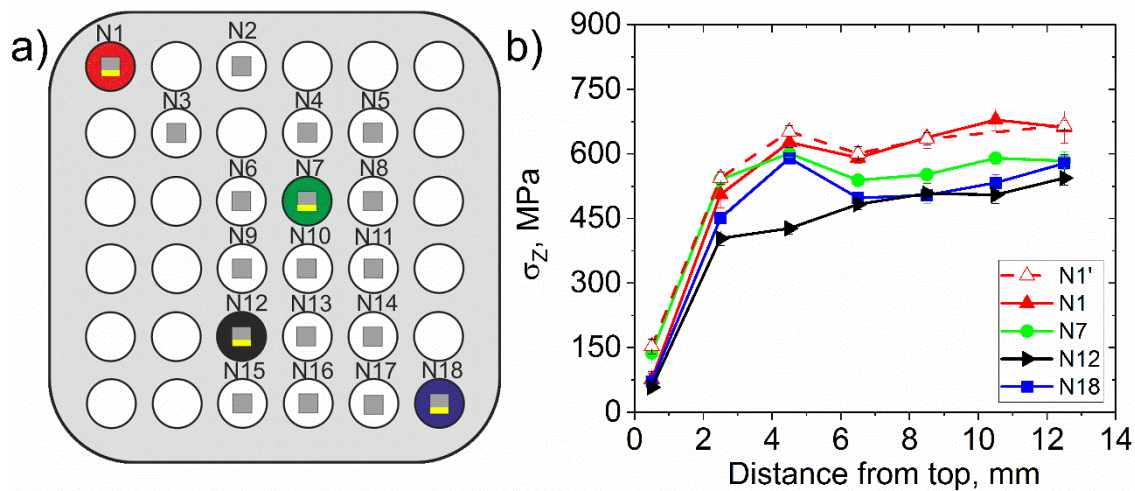 a)
N1 N2
N3 N4 N5
N6 N7 N8
N9 N10 N11
N12 N13 N14
N15 N16 N17 N18
b)
900
750
600
450
300
150
0
σZ, MPa
N1'
N1
N7
N12
N18
0 2 4 6 8 10 12 14
Distance from top, mm